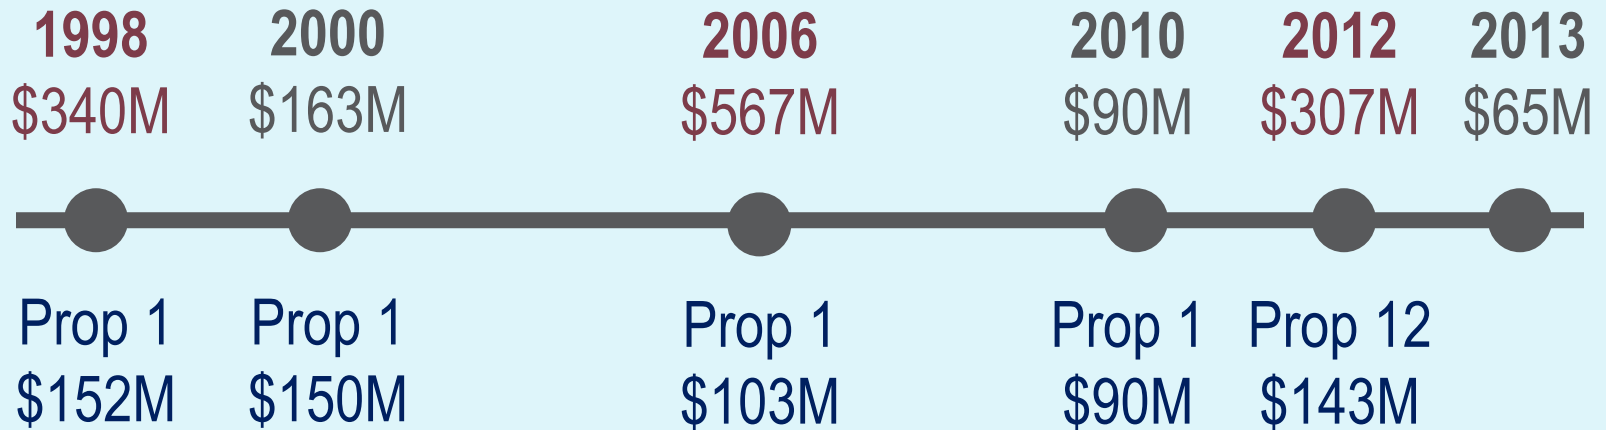 1998 2000 2006 2010 2012 2013
$340M $163M $567M $90M $307M $65M
Prop 1 Prop 1 Prop 1 Prop 1 Prop 12
$152M $150M $103M $90M $143M